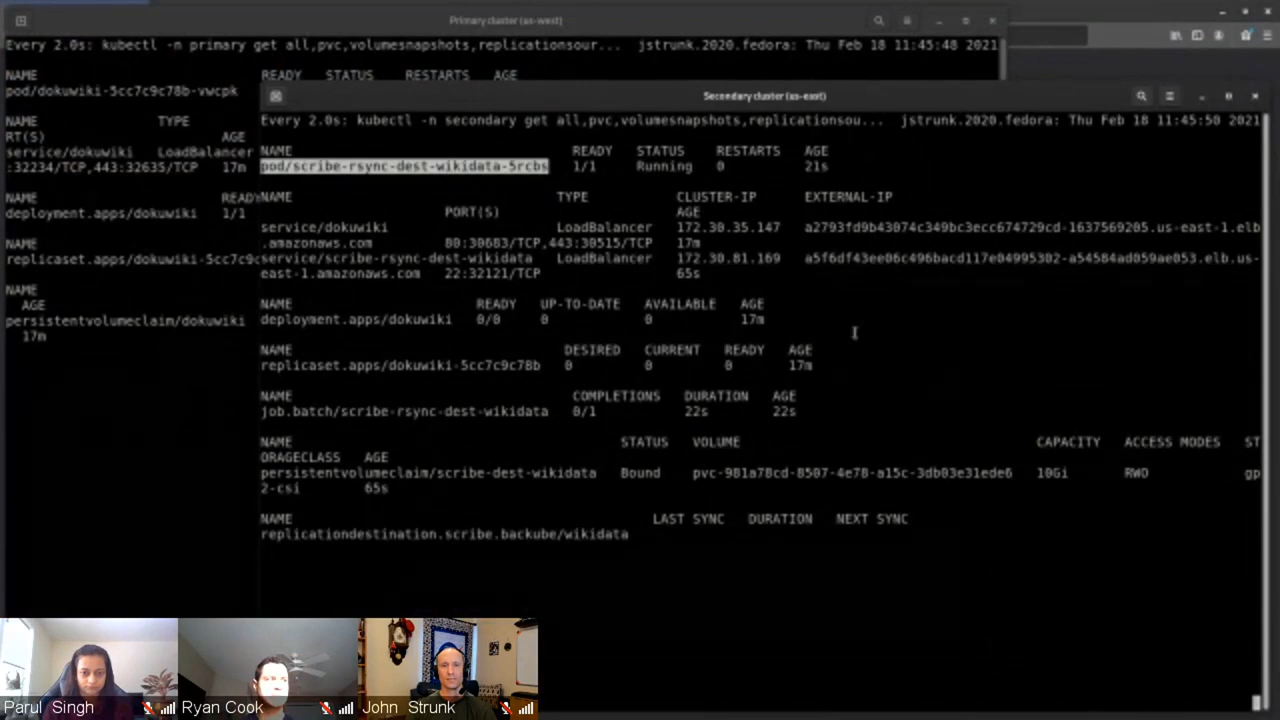 Primary cluster (us-west)
Every 2.0s: kubectl -n primary get all,pvc,volumesnapshots,replicationsour... jstrunk.2020.fedora: Thu Feb 18 11:45:48 2021
NAME READY STATUS RESTARTS AGE
pod/dokuwiki-5cc7c9c78b-vwcpk
NAME TYPE
RT(S) AGE
service/dokuwiki LoadBalancer
:32234/TCP,443:32635/TCP 17m
NAME READY
deployment.apps/dokuwiki 1/1
NAME
replicaset.apps/dokuwiki-5cc7c9c
NAME
AGE
persistentvolumeclaim/dokuwiki
17m
Secondary cluster (us-east)
Every 2.0s: kubectl -n secondary get all,pvc,volumesnapshots,replicationsou... jstrunk.2020.fedora: Thu Feb 18 11:45:50 2021
NAME READY STATUS RESTARTS AGE
pod/scribe-rsync-dest-wikidata-5rcbs 1/1 Running 0 21s
NAME TYPE CLUSTER-IP EXTERNAL-IP
PORT(S) AGE
service/dokuwiki LoadBalancer 172.30.35.147 a2793fd9b43074c349bc3ecc674729cd-1637569205.us-east-1.elb
.amazonaws.com 80:30683/TCP,443:30515/TCP 17m
service/scribe-rsync-dest-wikidata LoadBalancer 172.30.81.169 a5f6df43ee06c496bacd117e04995302-a54584ad059ae053.elb.us-
east-1.amazonaws.com 22:32121/TCP 65s
NAME READY UP-TO-DATE AVAILABLE AGE
deployment.apps/dokuwiki 0/0 0 0 17m
NAME DESIRED CURRENT READY AGE
replicaset.apps/dokuwiki-5cc7c9c78b 0 0 0 17m
NAME COMPLETIONS DURATION AGE
job.batch/scribe-rsync-dest-wikidata 0/1 22s 22s
NAME STATUS VOLUME CAPACITY ACCESS MODES ST
ORAGECLASS AGE
persistentvolumeclaim/scribe-dest-wikidata Bound pvc-981a78cd-8507-4e78-a15c-3db03e31ede6 10Gi RWO gp
2-csi 65s
NAME LAST SYNC DURATION NEXT SYNC
replicationdestination.scribe.backube/wikidata
Parul Singh
Ryan Cook
John Strunk